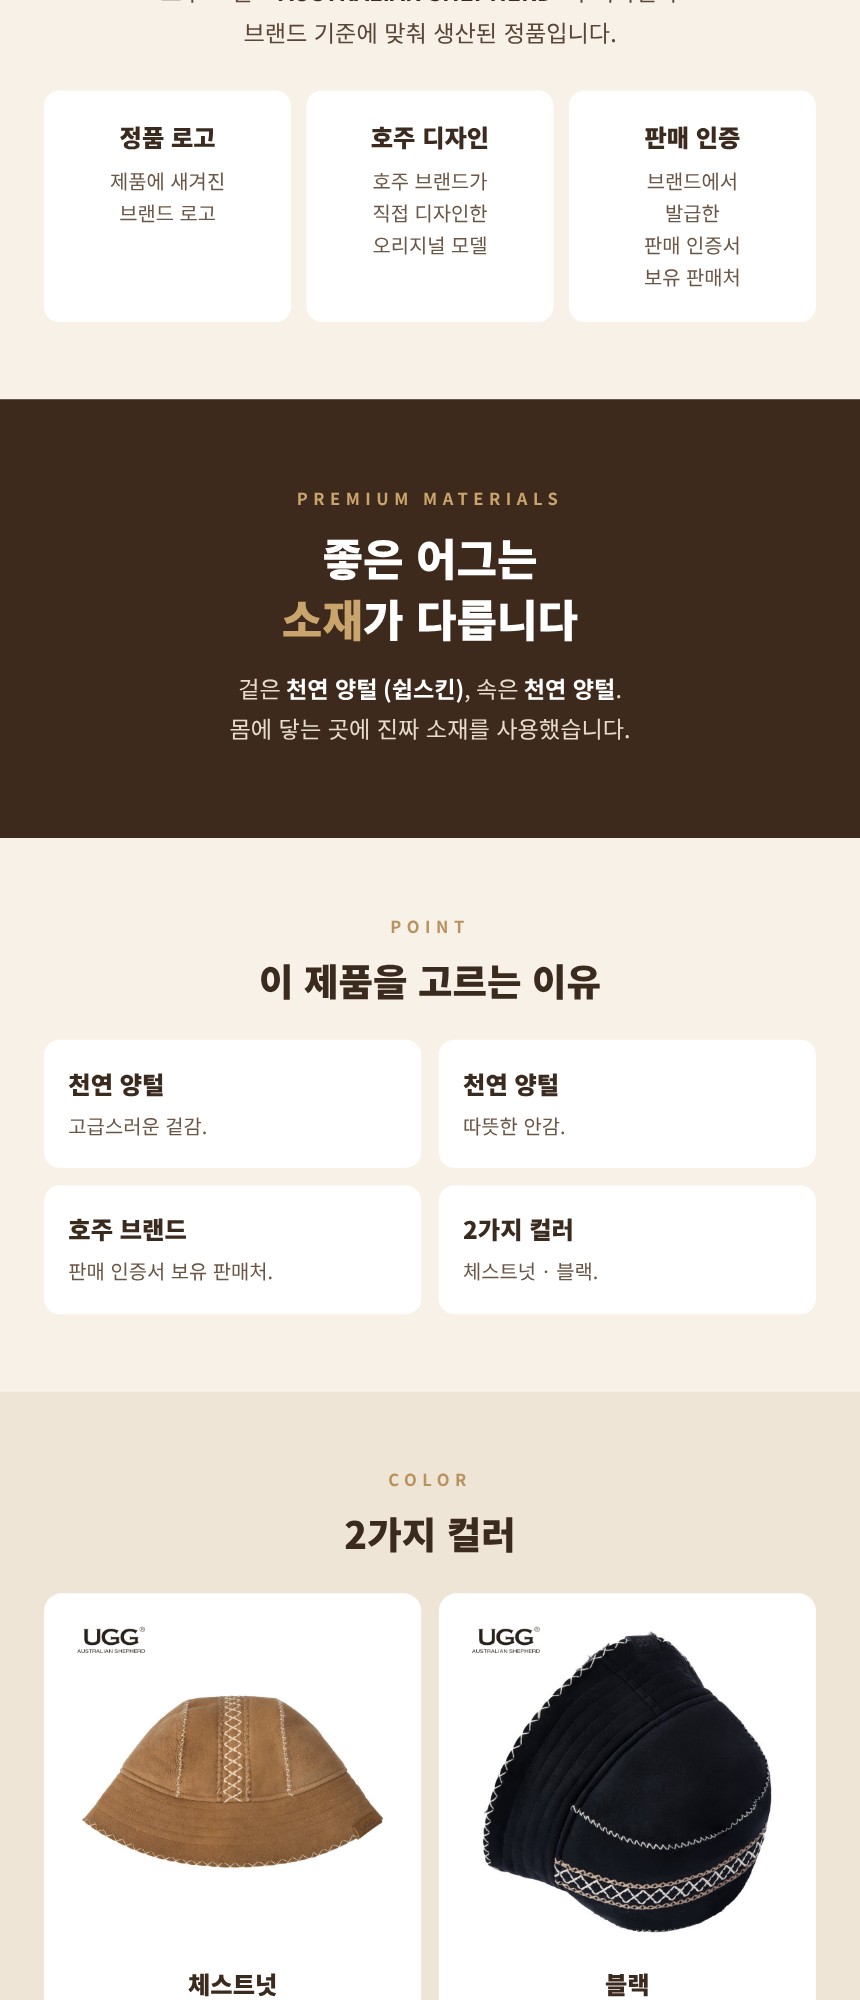 브랜드 기준에 맞춰 생산된 정품입니다.
정품 로고
제품에 새겨진
브랜드 로고
호주 디자인
호주 브랜드가
직접 디자인한
오리지널 모델
판매 인증
브랜드에서
발급한
판매 인증서
보유 판매처
PREMIUM MATERIALS
좋은 어그는
소재가 다릅니다
겉은 천연 양털 (쉽스킨), 속은 천연 양털.
몸에 닿는 곳에 진짜 소재를 사용했습니다.
POINT
이 제품을 고르는 이유
천연 양털
고급스러운 겉감.
천연 양털
따뜻한 안감.
호주 브랜드
판매 인증서 보유 판매처.
2가지 컬러
체스트넛 · 블랙.
COLOR
2가지 컬러
UGG®
AUSTRALIAN SHEPHERD
UGG®
AUSTRALIAN SHEPHERD
체스트넛
블랙